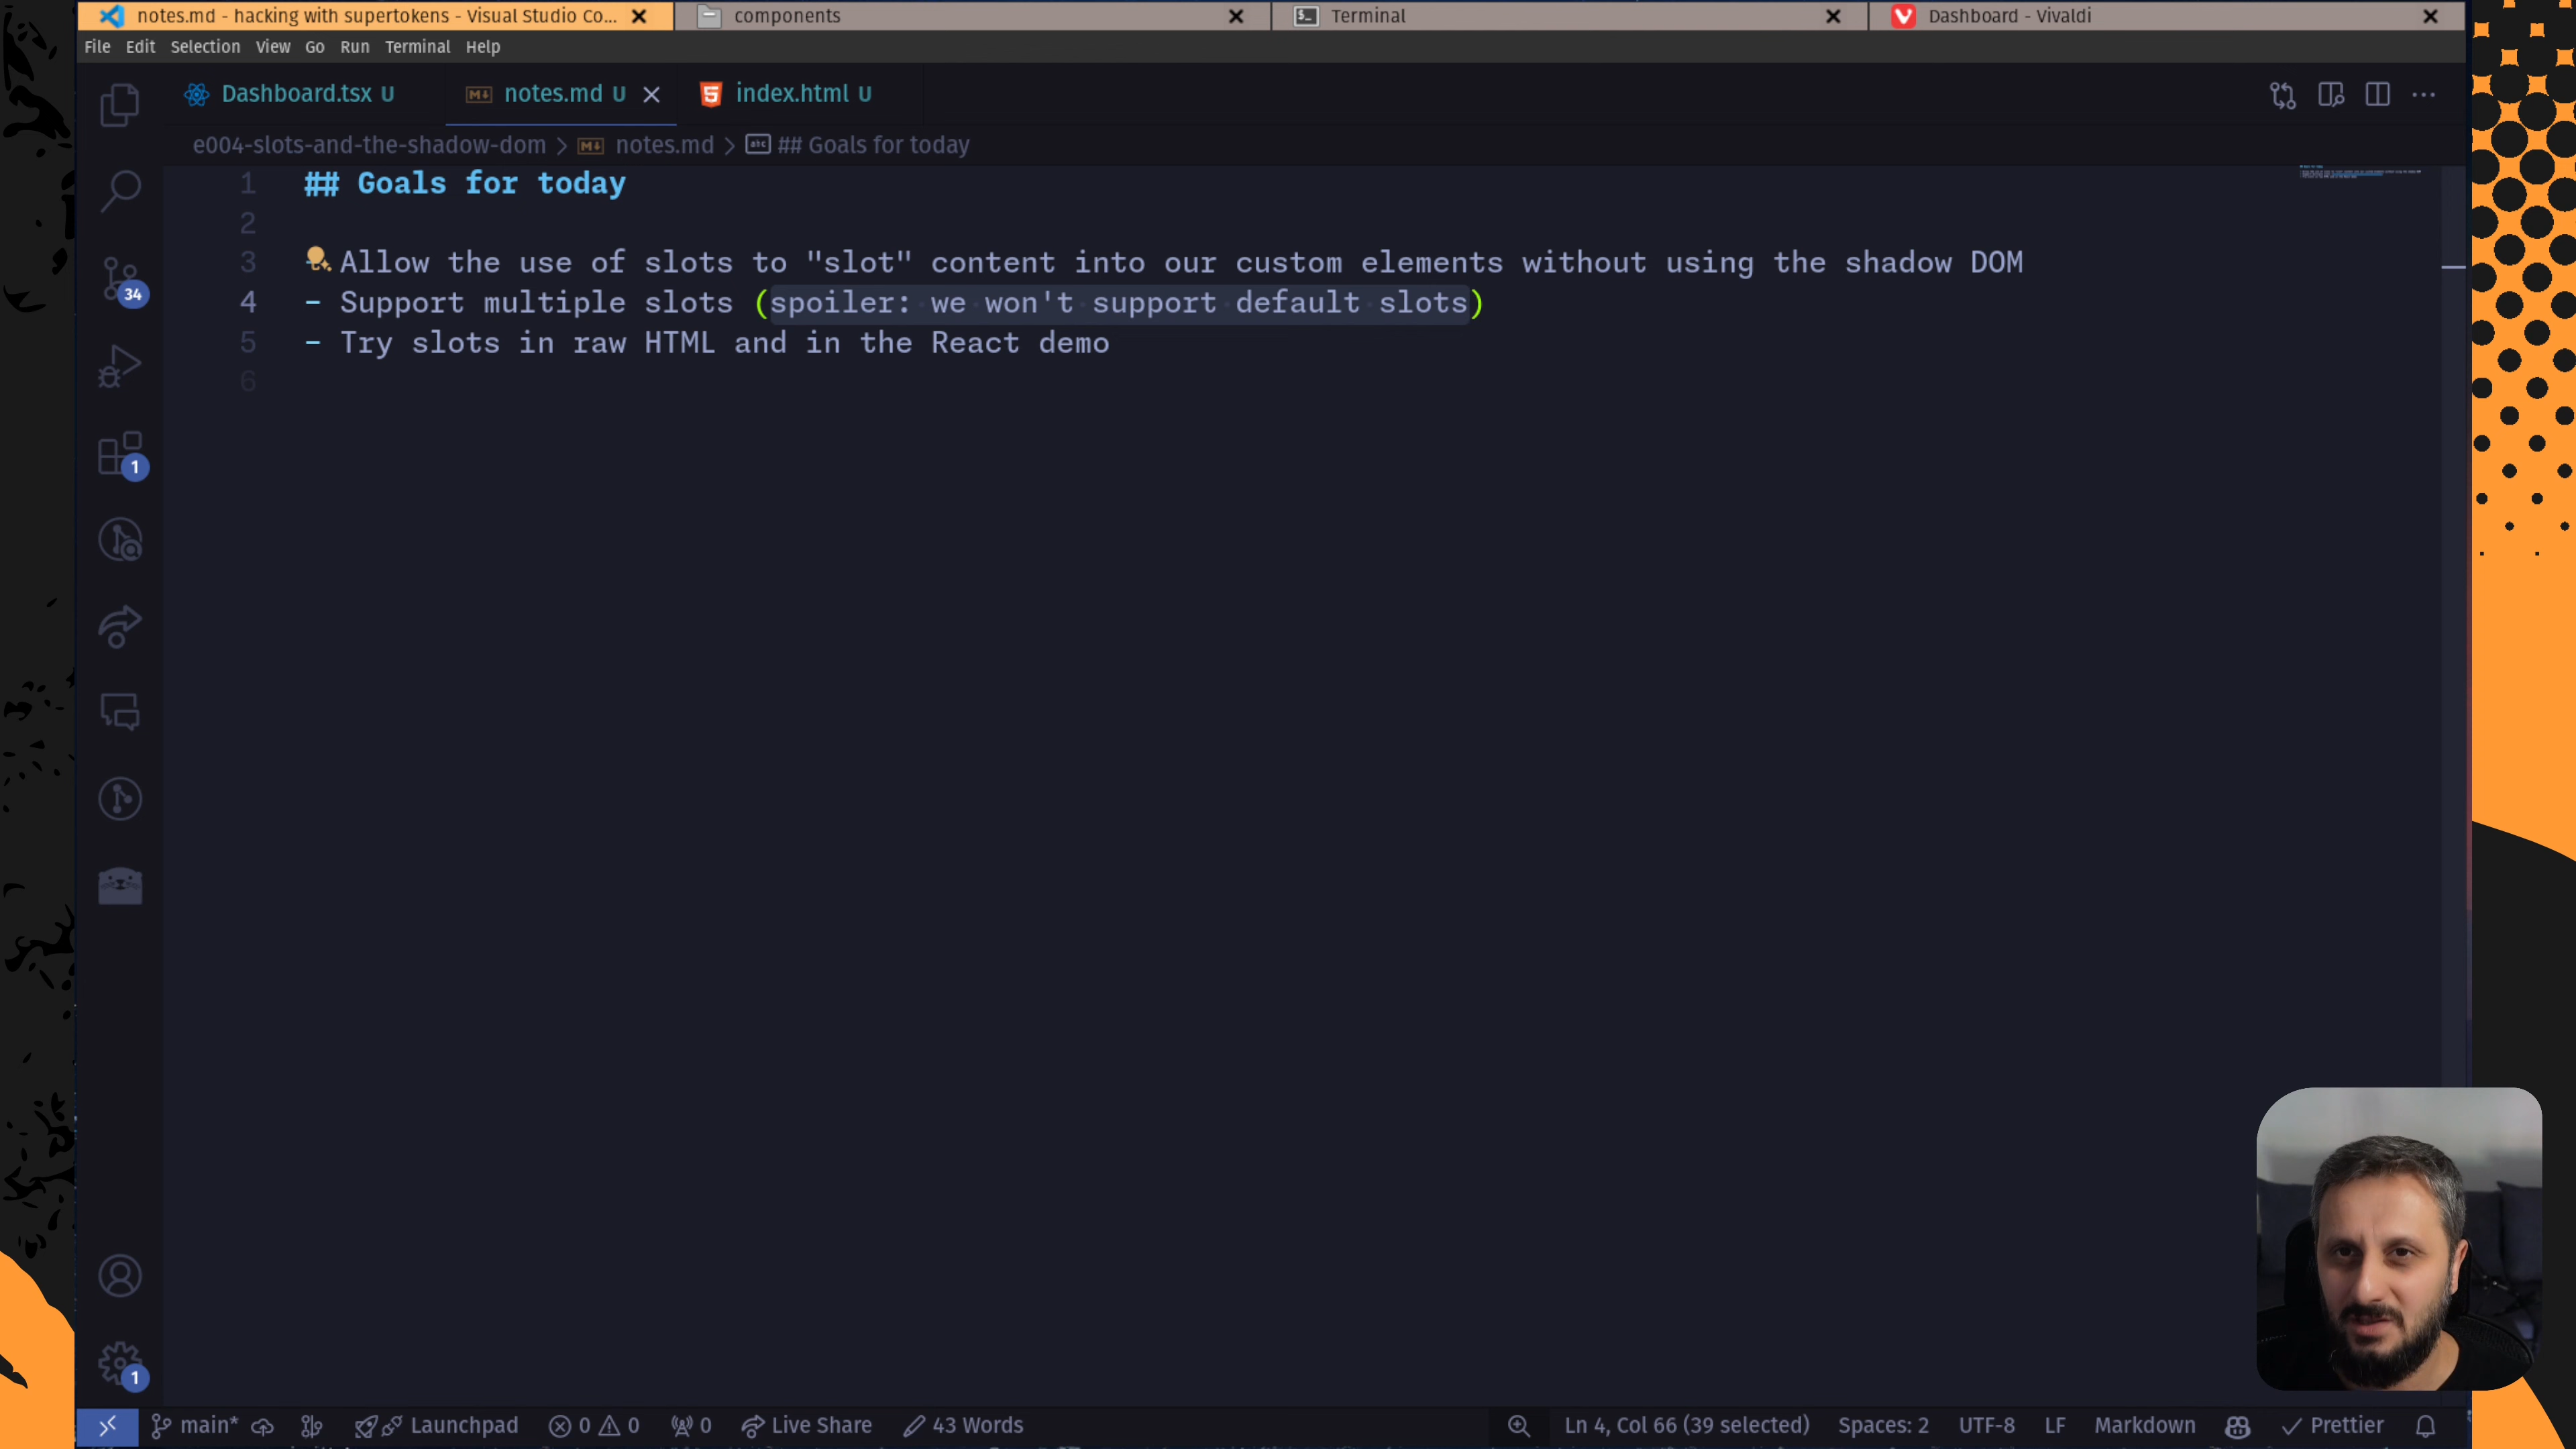 notes.md - hacking with supertokens - Visual Studio Co...
components
Terminal
Dashboard - Vivaldi
File Edit Selection View Go Run Terminal Help
Dashboard.tsx U
notes.md U
index.html U
e004-slots-and-the-shadow-dom > notes.md > ## Goals for today
1 ## Goals for today
2
3 Allow the use of slots to "slot" content into our custom elements without using the shadow DOM
4 - Support multiple slots (spoiler: we won't support default slots)
5 - Try slots in raw HTML and in the React demo
6
34
1
1
main* Launchpad 0 0 0 Live Share 43 Words Ln 4, Col 66 (39 selected) Spaces: 2 UTF-8 LF Markdown Prettier